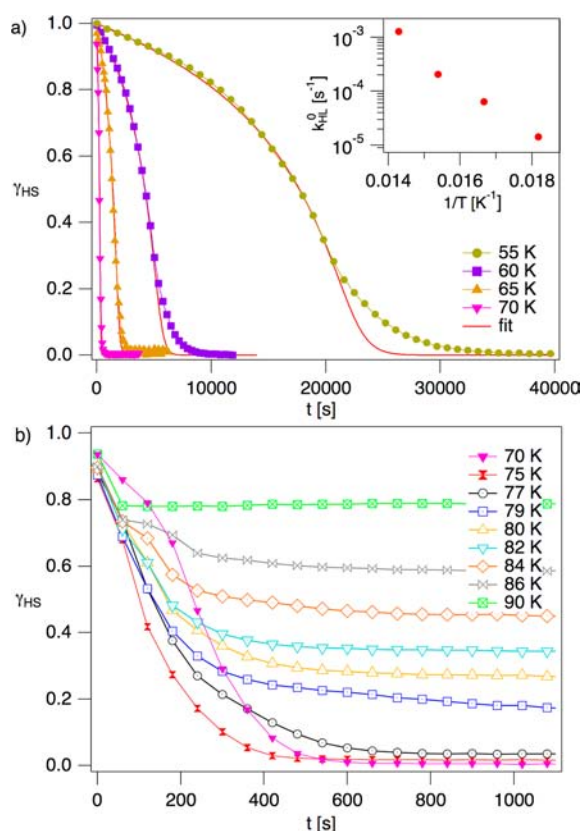 a)
1.0
0.8
0.6
0.4
0.2
0.0
γHS
0
10000
20000
30000
40000
t [s]
10⁻³
10⁻⁴
10⁻⁵
k⁰HL [s⁻¹]
0.014
0.016
0.018
1/T [K⁻¹]
55 K
60 K
65 K
70 K
fit
b)
1.0
0.8
0.6
0.4
0.2
0.0
γHS
70 K
75 K
77 K
79 K
80 K
82 K
84 K
86 K
90 K
0
200
400
600
800
1000
t [s]